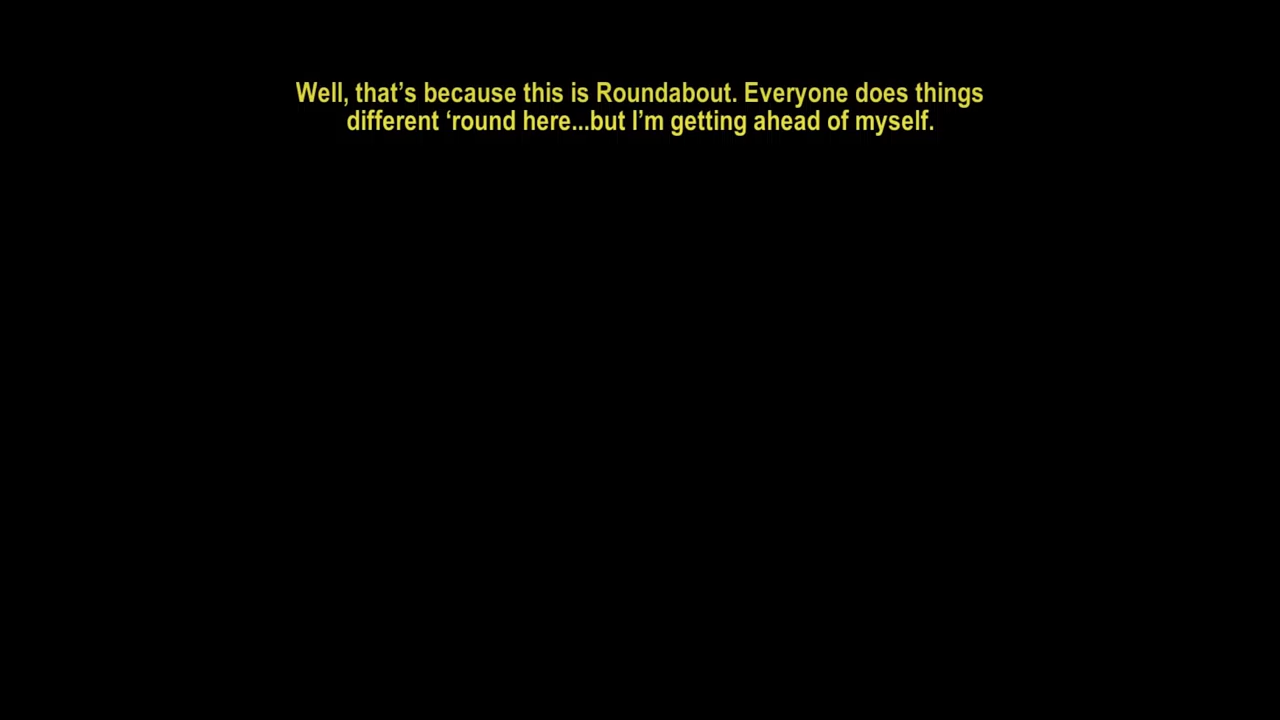 Well, that’s because this is Roundabout. Everyone does things
different ‘round here...but I’m getting ahead of myself.